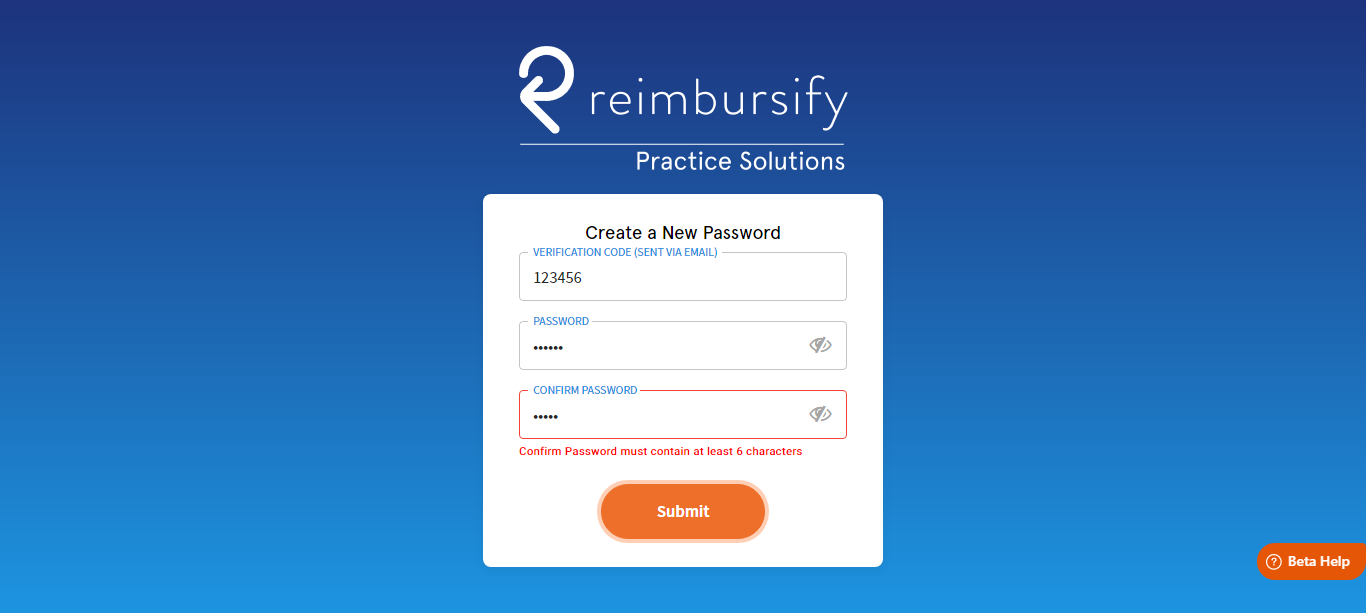 reimbursify
Practice Solutions
Create a New Password
VERIFICATION CODE (SENT VIA EMAIL)
123456
PASSWORD
••••••
CONFIRM PASSWORD
•••••
Confirm Password must contain at least 6 characters
Submit
Beta Help